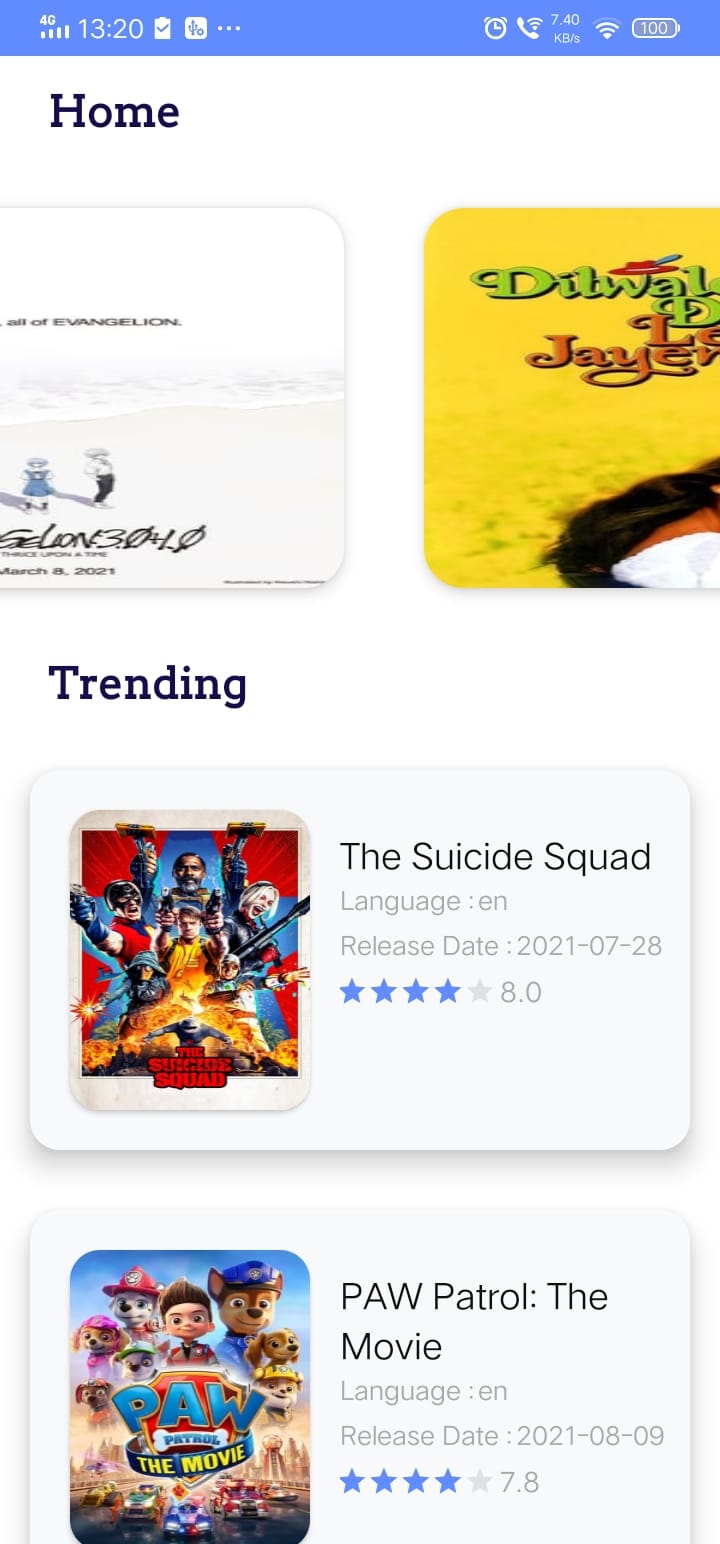 4G 13:20 7.40 KB/s 100
Home
all of EVANGELION.
3.0+1.0
THRICE UPON A TIME
March 8, 2021
Dilwal
D
Le
Jayen
Trending
The Suicide Squad
Language : en
Release Date : 2021-07-28
8.0
THE
SUICIDE
SQUAD
PAW Patrol: The
Movie
Language : en
Release Date : 2021-08-09
7.8
PAW
PATROL
THE MOVIE